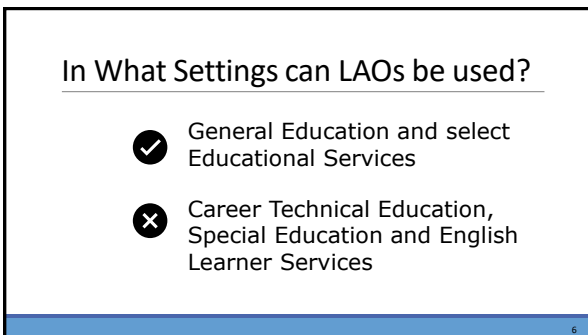 In What Settings can LAOs be used?
General Education and select
Educational Services
Career Technical Education,
Special Education and English
Learner Services
6